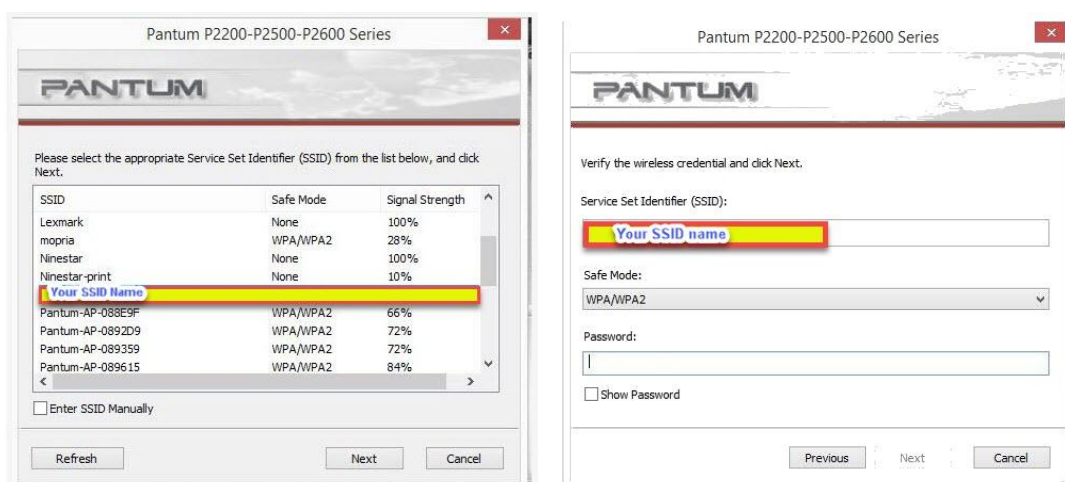 Pantum P2200-P2500-P2600 Series
PANTUM
Please select the appropriate Service Set Identifier (SSID) from the list below, and click
Next.
SSID Safe Mode Signal Strength
Lexmark None 100%
mopria WPA/WPA2 28%
Ninestar None 100%
Ninestar-print None 10%
Your SSID Name
Pantum-AP-088E9F WPA/WPA2 66%
Pantum-AP-0892D9 WPA/WPA2 72%
Pantum-AP-089359 WPA/WPA2 72%
Pantum-AP-089615 WPA/WPA2 84%
Enter SSID Manually
Refresh Next Cancel
Pantum P2200-P2500-P2600 Series
PANTUM
Verify the wireless credential and click Next.
Service Set Identifier (SSID):
Your SSID name
Safe Mode:
WPA/WPA2
Password:
Show Password
Previous Next Cancel